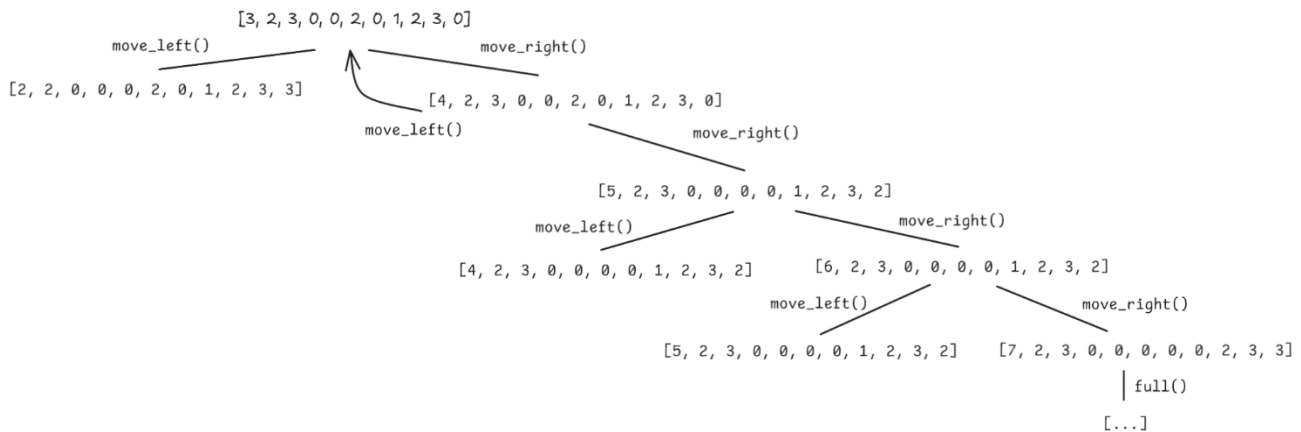 [3, 2, 3, 0, 0, 2, 0, 1, 2, 3, 0]
move_left()
move_right()
[2, 2, 0, 0, 0, 2, 0, 1, 2, 3, 3]
[4, 2, 3, 0, 0, 2, 0, 1, 2, 3, 0]
move_left()
move_right()
[5, 2, 3, 0, 0, 0, 0, 1, 2, 3, 2]
move_left()
move_right()
[4, 2, 3, 0, 0, 0, 0, 1, 2, 3, 2]
[6, 2, 3, 0, 0, 0, 0, 1, 2, 3, 2]
move_left()
move_right()
[5, 2, 3, 0, 0, 0, 0, 1, 2, 3, 2]
[7, 2, 3, 0, 0, 0, 0, 0, 2, 3, 3]
full()
[...]